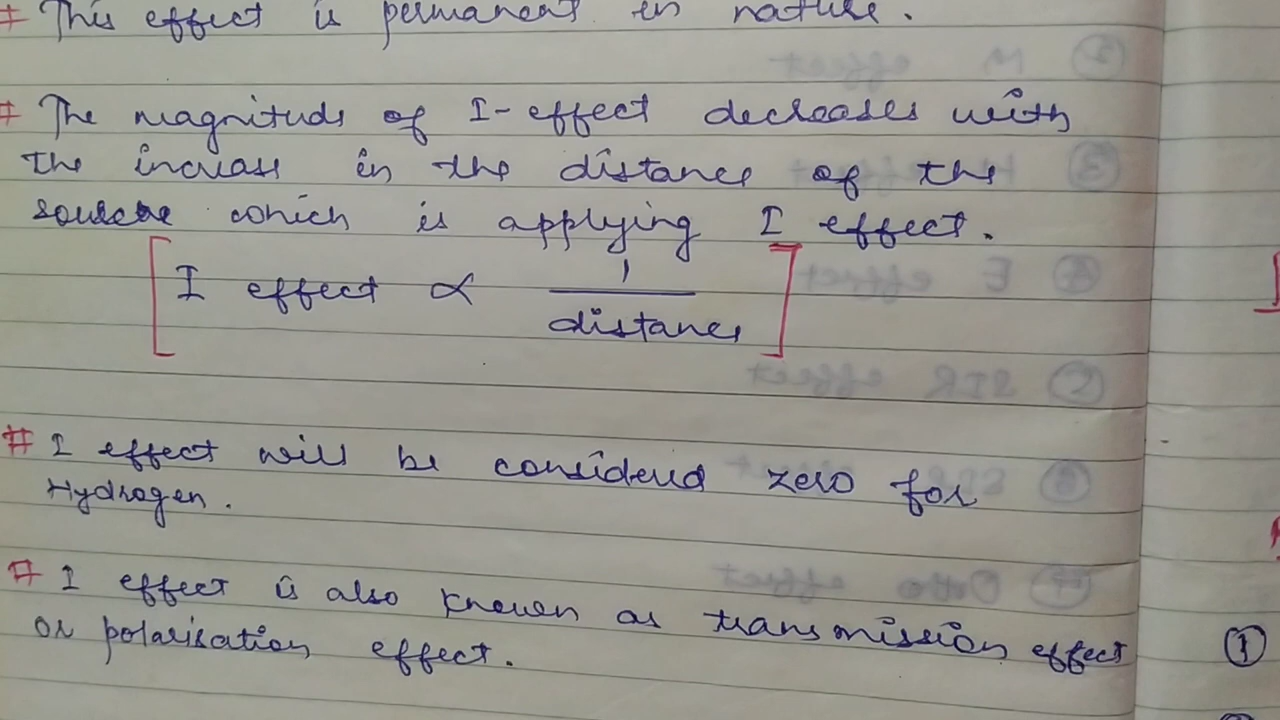 # This effect is permanent in nature.
# The magnitude of I-effect decreases with
the increase in the distance of the
source which is applying I effect.
[I effect ∝ 1/distance]
# I effect will be considered zero for
Hydrogen.
# I effect is also known as transmission effect
or polarisation effect.
①